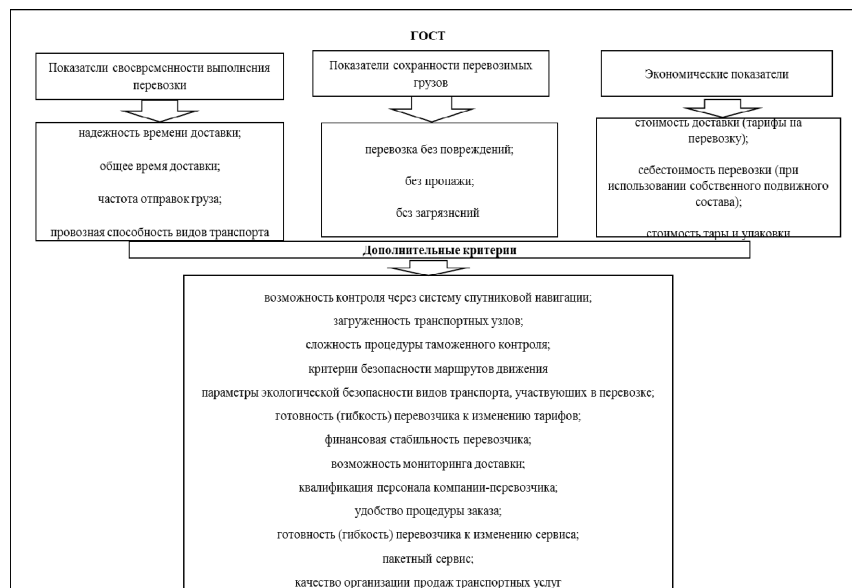 ГОСТ
Показатели своевременности выполнения
перевозки
Показатели сохранности перевозимых
грузов
Экономические показатели
надежность времени доставки;
общее время доставки;
частота отправок груза;
провозная способность видов транспорта
перевозка без повреждений;
без пропажи;
без загрязнений
стоимость доставки (тарифы на
перевозку);
себестоимость перевозки (при
использовании собственного подвижного
состава);
стоимость тары и упаковки
Дополнительные критерии
возможность контроля через систему спутниковой навигации;
загруженность транспортных узлов;
сложность процедуры таможенного контроля;
критерии безопасности маршрутов движения
параметры экологической безопасности видов транспорта, участвующих в перевозке;
готовность (гибкость) перевозчика к изменению тарифов;
финансовая стабильность перевозчика;
возможность мониторинга доставки;
квалификация персонала компании-перевозчика;
удобство процедуры заказа;
готовность (гибкость) перевозчика к изменению сервиса;
пакетный сервис;
качество организации продаж транспортных услуг